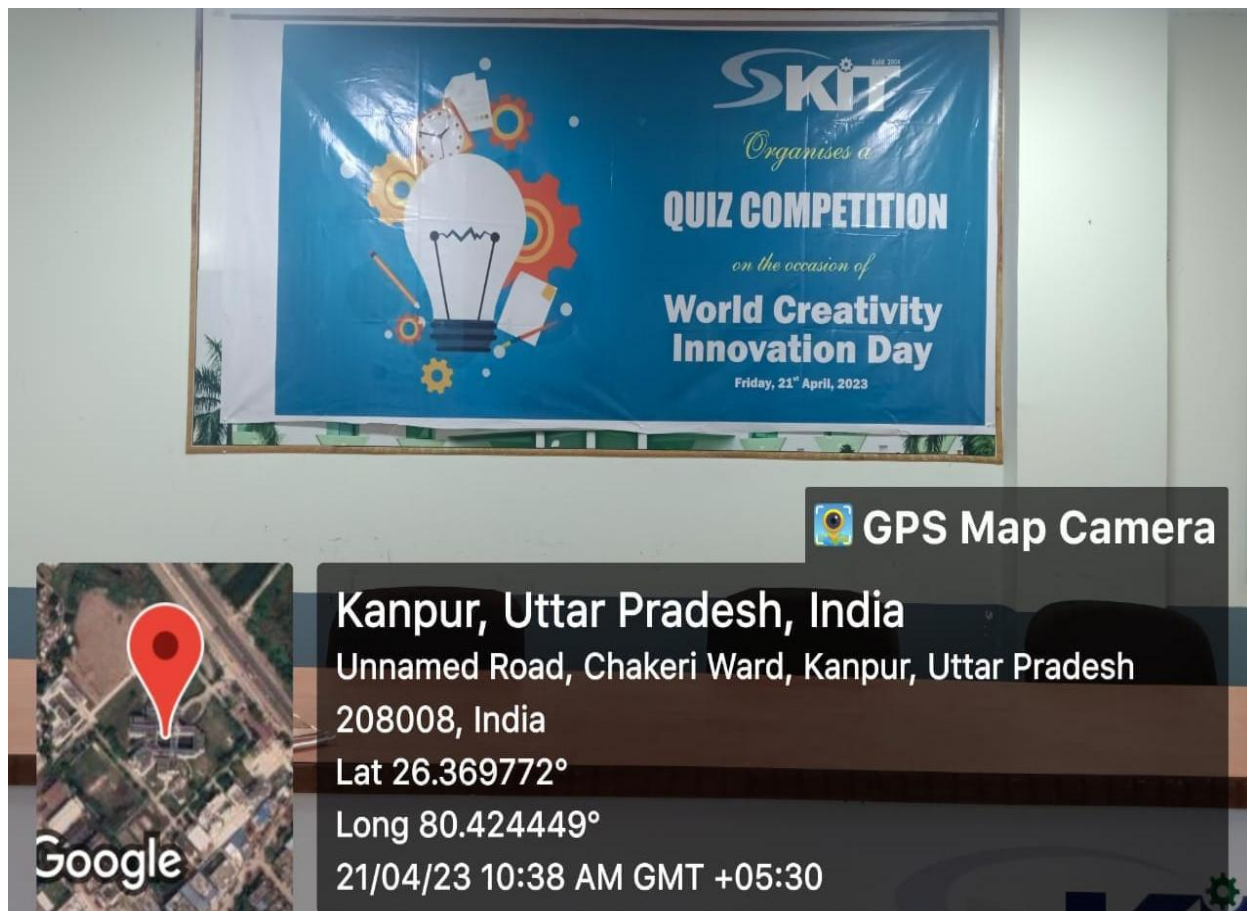 SKIT
Estd. 2004
Organises a
QUIZ COMPETITION
on the occasion of
World Creativity
Innovation Day
Friday, 21st April, 2023
GPS Map Camera
Kanpur, Uttar Pradesh, India
Unnamed Road, Chakeri Ward, Kanpur, Uttar Pradesh
208008, India
Lat 26.369772°
Long 80.424449°
21/04/23 10:38 AM GMT +05:30
Google